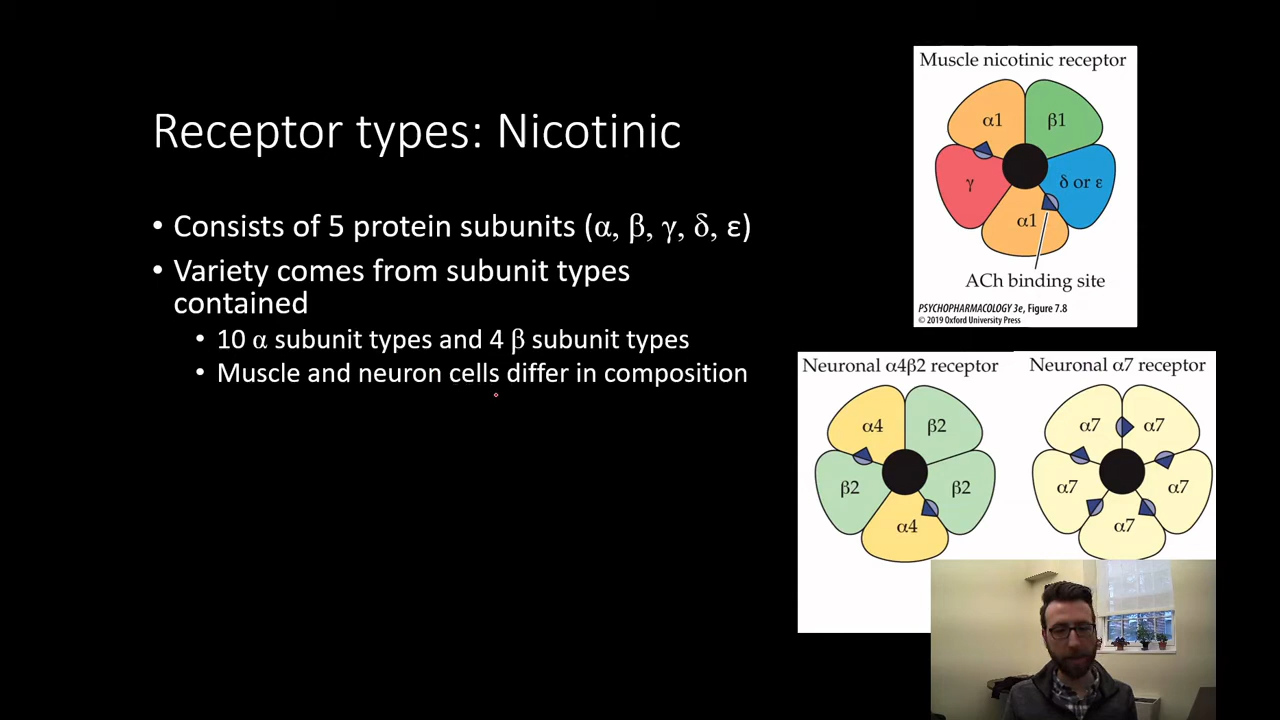 Receptor types: Nicotinic
• Consists of 5 protein subunits (α, β, γ, δ, ε)
• Variety comes from subunit types
contained
• 10 α subunit types and 4 β subunit types
• Muscle and neuron cells differ in composition
Muscle nicotinic receptor
α1
β1
γ
δ or ε
α1
ACh binding site
PSYCHOPHARMACOLOGY 3e, Figure 7.8
© 2019 Oxford University Press
Neuronal α4β2 receptor
α4
β2
β2
β2
α4
Neuronal α7 receptor
α7
α7
α7
α7
α7